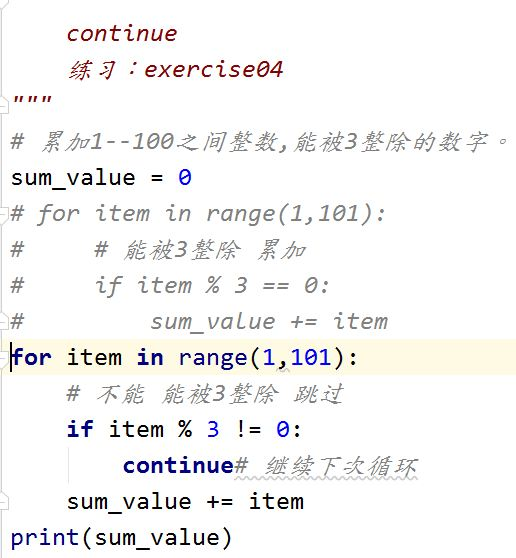 continue
练习：exercise04
"""
# 累加1--100之间整数,能被3整除的数字。
sum_value = 0
# for item in range(1,101):
#     # 能被3整除 累加
#     if item % 3 == 0:
#         sum_value += item
for item in range(1,101):
    # 不能 能被3整除 跳过
    if item % 3 != 0:
        continue# 继续下次循环
    sum_value += item
print(sum_value)